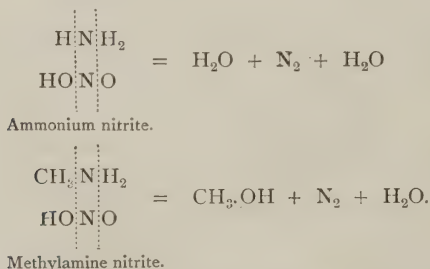 H N H₂
= H₂O + N₂ + H₂O
HO N O
Ammonium nitrite.
CH₃ N H₂
= CH₃.OH + N₂ + H₂O.
HO N O
Methylamine nitrite.